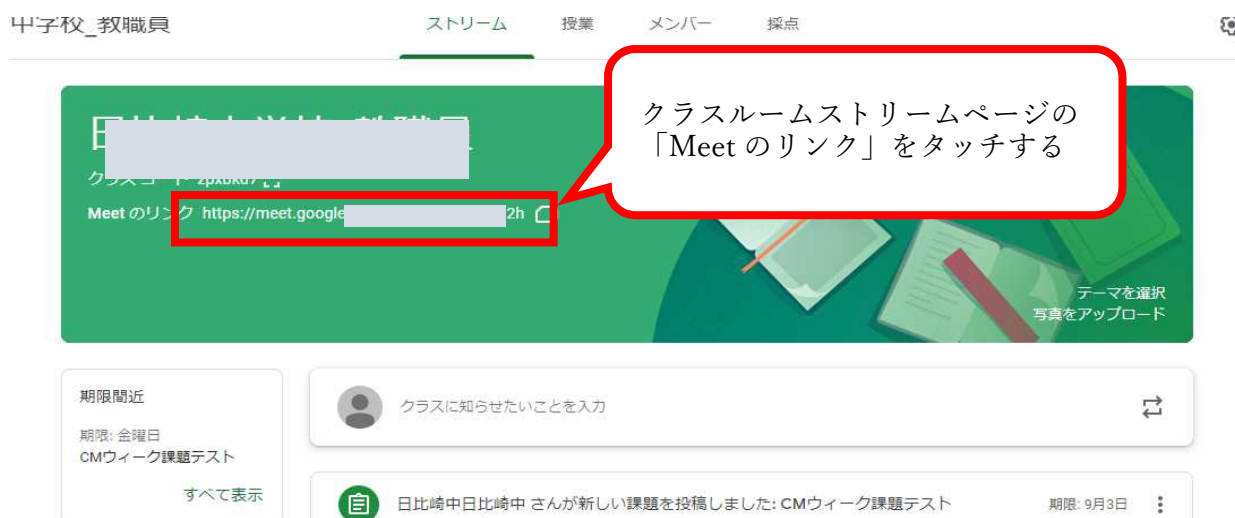 中学校_教職員
ストリーム
授業
メンバー
採点
クラスルームストリームページの
「Meet のリンク」をタッチする
クラスコード
Meet のリンク https://meet.google
2h
テーマを選択
写真をアップロード
期限間近
期限: 金曜日
CMウィーク課題テスト
すべて表示
クラスに知らせたいことを入力
日比崎中日比崎中 さんが新しい課題を投稿しました: CMウィーク課題テスト
期限: 9月3日